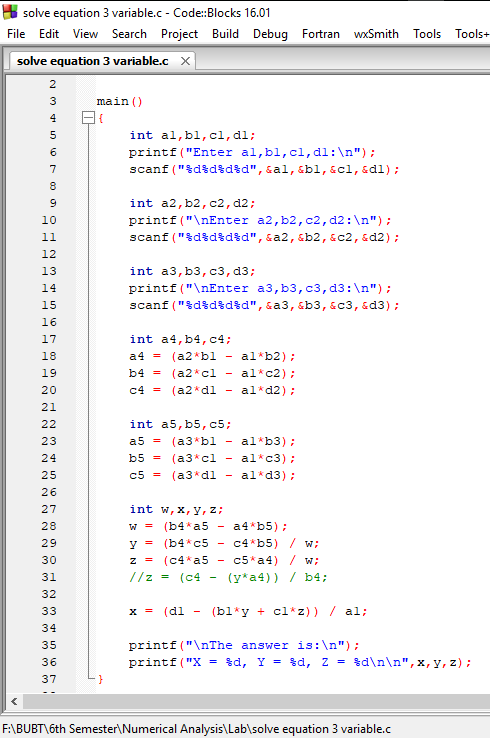 solve equation 3 variable.c - Code::Blocks 16.01
File Edit View Search Project Build Debug Fortran wxSmith Tools Tools+
solve equation 3 variable.c
2
3 main()
4 {
5 int a1,b1,c1,d1;
6 printf("Enter a1,b1,c1,d1:\n");
7 scanf("%d%d%d%d",&a1,&b1,&c1,&d1);
8
9 int a2,b2,c2,d2;
10 printf("\nEnter a2,b2,c2,d2:\n");
11 scanf("%d%d%d%d",&a2,&b2,&c2,&d2);
12
13 int a3,b3,c3,d3;
14 printf("\nEnter a3,b3,c3,d3:\n");
15 scanf("%d%d%d%d",&a3,&b3,&c3,&d3);
16
17 int a4,b4,c4;
18 a4 = (a2*b1 - a1*b2);
19 b4 = (a2*c1 - a1*c2);
20 c4 = (a2*d1 - a1*d2);
21
22 int a5,b5,c5;
23 a5 = (a3*b1 - a1*b3);
24 b5 = (a3*c1 - a1*c3);
25 c5 = (a3*d1 - a1*d3);
26
27 int w,x,y,z;
28 w = (b4*a5 - a4*b5);
29 y = (b4*c5 - c4*b5) / w;
30 z = (c4*a5 - c5*a4) / w;
31 //z = (c4 - (y*a4)) / b4;
32
33 x = (d1 - (b1*y + c1*z)) / a1;
34
35 printf("\nThe answer is:\n");
36 printf("X = %d, Y = %d, Z = %d\n\n",x,y,z);
37 }
F:\BUBT\6th Semester\Numerical Analysis\Lab\solve equation 3 variable.c